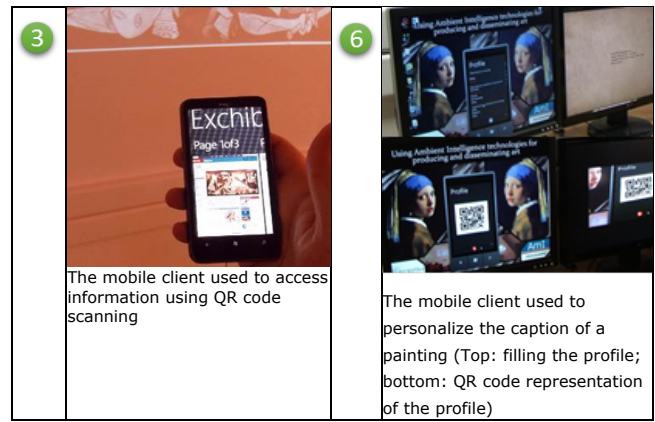 3
Exchib
Page 1of3
The mobile client used to access
information using QR code
scanning
6
Using Ambient Intelligence technologies for
producing and disseminating art
Profile
Using Ambient Intelligence technologies for
producing and disseminating art
Profile
AmI
Profile
The mobile client used to
personalize the caption of a
painting (Top: filling the profile;
bottom: QR code representation
of the profile)